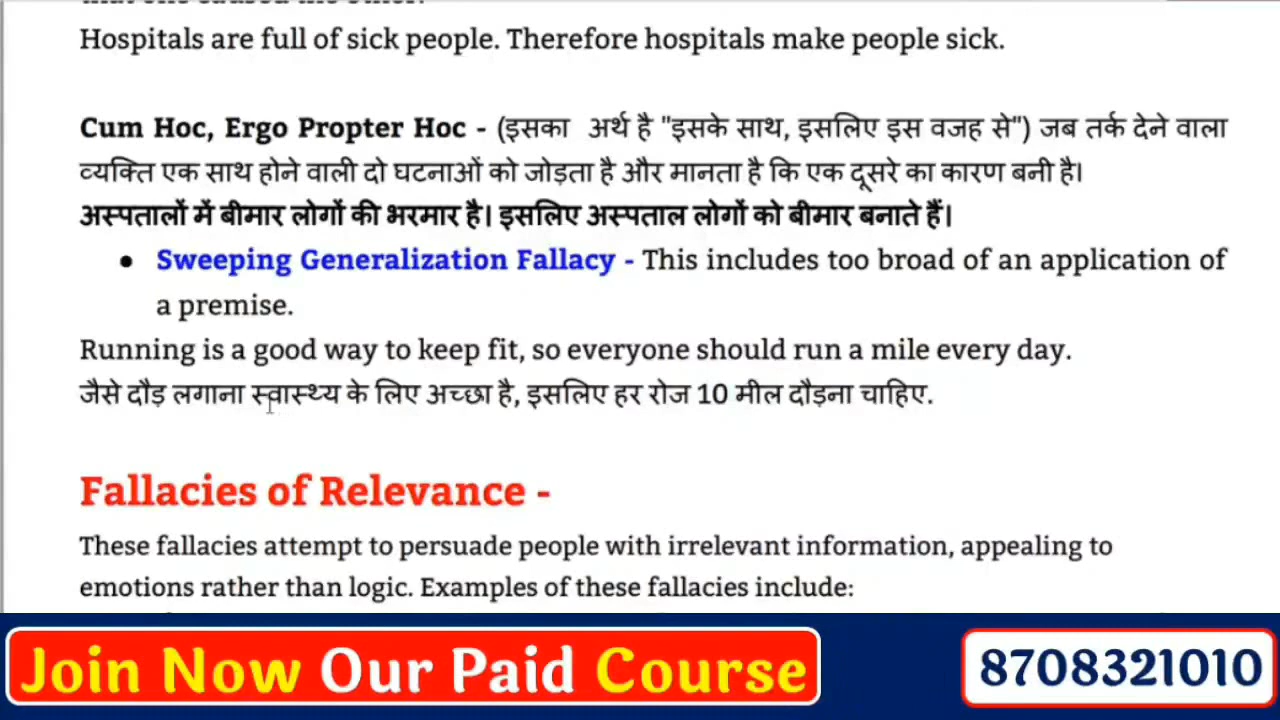 that one caused the other.
Hospitals are full of sick people. Therefore hospitals make people sick.
Cum Hoc, Ergo Propter Hoc - (इसका अर्थ है "इसके साथ, इसलिए इस वजह से") जब तर्क देने वाला
व्यक्ति एक साथ होने वाली दो घटनाओं को जोड़ता है और मानता है कि एक दूसरे का कारण बनी है।
अस्पतालों में बीमार लोगों की भरमार है। इसलिए अस्पताल लोगों को बीमार बनाते हैं।
● Sweeping Generalization Fallacy - This includes too broad of an application of
a premise.
Running is a good way to keep fit, so everyone should run a mile every day.
जैसे दौड़ लगाना स्वास्थ्य के लिए अच्छा है, इसलिए हर रोज 10 मील दौड़ना चाहिए.
Fallacies of Relevance -
These fallacies attempt to persuade people with irrelevant information, appealing to
emotions rather than logic. Examples of these fallacies include:
Join Now Our Paid Course
8708321010